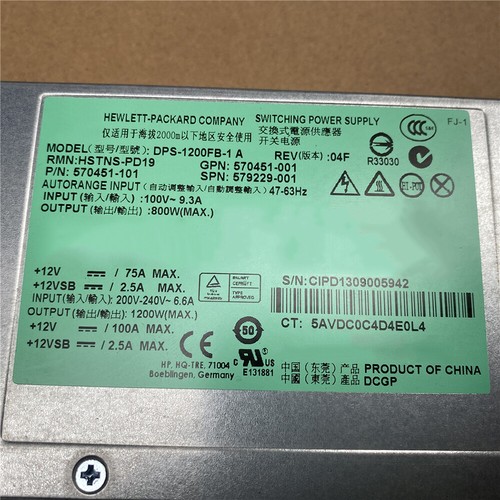 HEWLETT-PACKARD COMPANY SWITCHING POWER SUPPLY FJ-1
仅适用于海拔2000m以下地区安全使用 交換式電源供應器
开关电源
MODEL(型号/型號): DPS-1200FB-1 A REV(版本) :04F
RMN:HSTNS-PD19 GPN: 570451-001 R33030
P/N: 570451-101 SPN: 579229-001
AUTORANGE INPUT (自动调整输入/自動調整輸入) 47-63Hz HI-POT
INPUT (输入/輸入) :100V~ 9.3A
OUTPUT (输出/輸出) :800W(MAX.)
+12V / 75A MAX.
+12VSB / 2.5A MAX.
INPUT(输入/輸入): 200V-240V~ 6.6A
OUTPUT (输出/輸出): 1200W(MAX.)
+12V / 100A MAX.
+12VSB / 2.5A MAX.
S/N:CIPD1309005942
CT: 5AVDC0C4D4E0L4
50
CE
HP, HQ-TRE, 71004
Boeblingen, Germany
c US
E131881
中国 (东莞) 产品 PRODUCT OF CHINA
中國 (東莞) 產品 DCGP